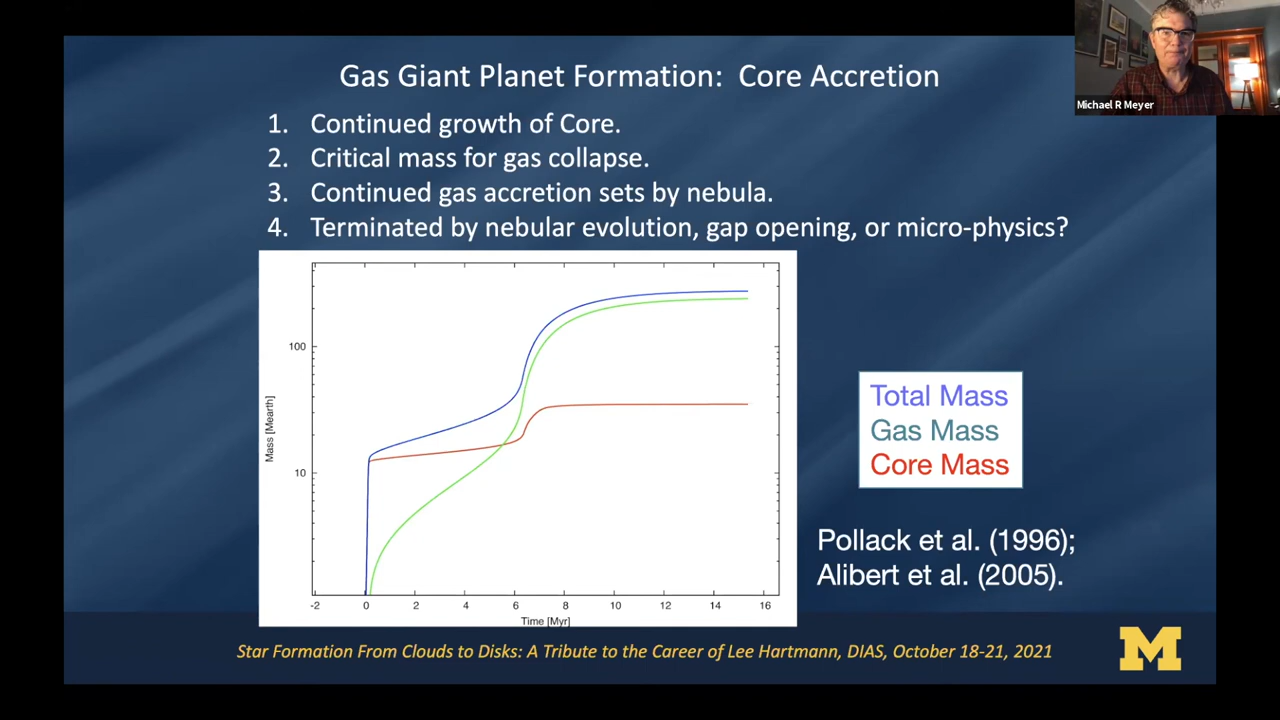 Gas Giant Planet Formation: Core Accretion
Michael R Meyer
1. Continued growth of Core.
2. Critical mass for gas collapse.
3. Continued gas accretion sets by nebula.
4. Terminated by nebular evolution, gap opening, or micro-physics?
100
10
Mass [Mearth]
-2 0 2 4 6 8 10 12 14 16
Time [Myr]
Total Mass
Gas Mass
Core Mass
Pollack et al. (1996);
Alibert et al. (2005).
Star Formation From Clouds to Disks: A Tribute to the Career of Lee Hartmann, DIAS, October 18-21, 2021
M